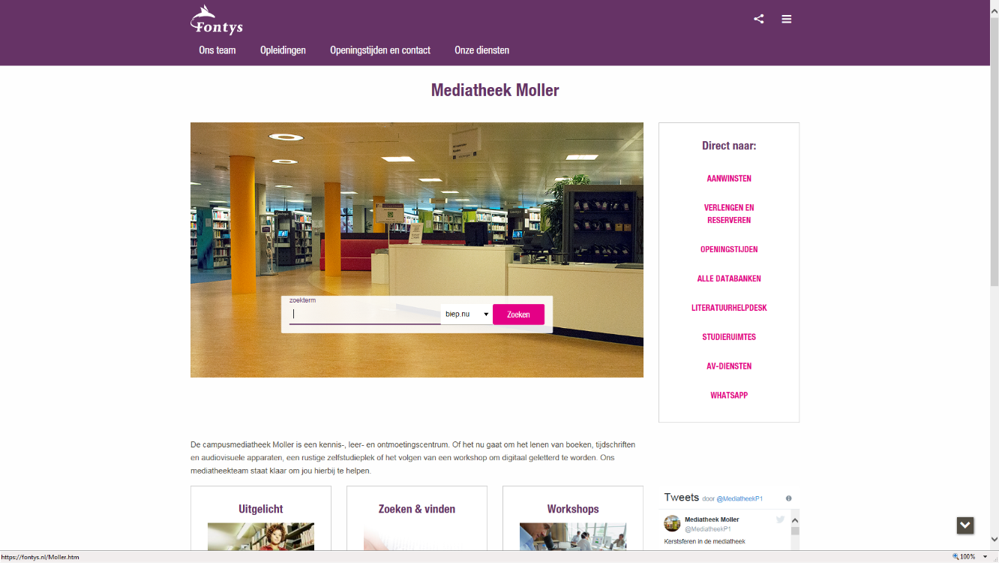 Fontys
Ons team
Opleidingen
Openingstijden en contact
Onze diensten
Mediatheek Moller
zoekterm
biep.nu
Zoeken
Direct naar:
AANWINSTEN
VERLENGEN EN
RESERVEREN
OPENINGSTIJDEN
ALLE DATABANKEN
LITERATUURHELPDESK
STUDIERUIMTES
AV-DIENSTEN
WHATSAPP
De campusmediatheek Moller is een kennis-, leer- en ontmoetingscentrum. Of het nu gaat om het lenen van boeken, tijdschriften
en audiovisuele apparaten, een rustige zelfstudieplek of het volgen van een workshop om digitaal geletterd te worden. Ons
mediatheekteam staat klaar om jou hierbij te helpen.
Uitgelicht
Zoeken & vinden
Workshops
Tweets door @MediatheekP1
Mediatheek Moller
@MediatheekP1
Kerstsferen in de mediatheek
https://fontys.nl/Moller.htm
100%